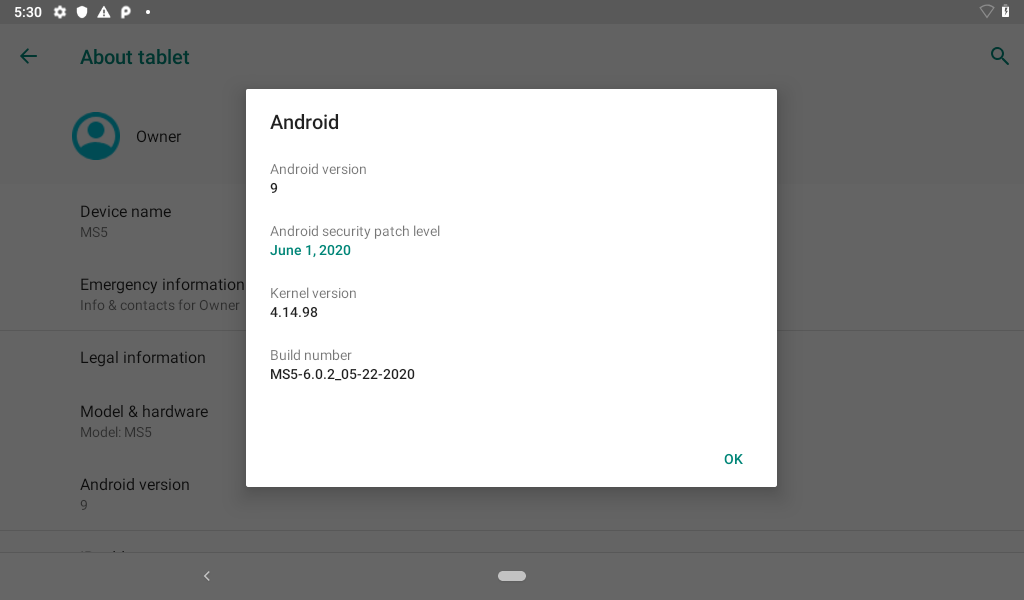 5:30
About tablet
Owner
Device name
MS5
Emergency information
Info & contacts for Owner
Legal information
Model & hardware
Model: MS5
Android version
9
Android
Android version
9
Android security patch level
June 1, 2020
Kernel version
4.14.98
Build number
MS5-6.0.2_05-22-2020
OK